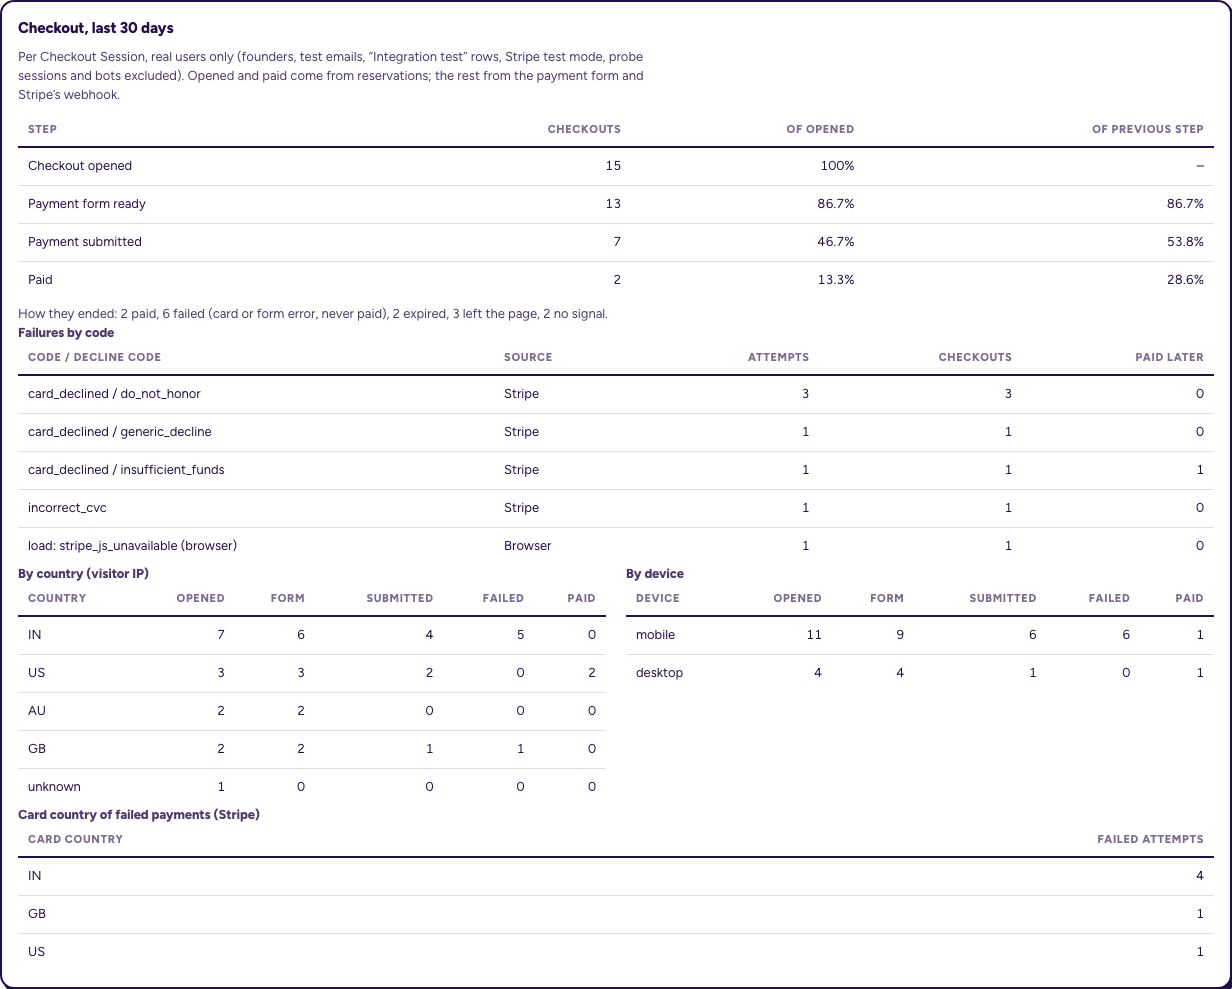 Checkout, last 30 days
Per Checkout Session, real users only (founders, test emails, “Integration test” rows, Stripe test mode, probe
sessions and bots excluded). Opened and paid come from reservations; the rest from the payment form and
Stripe’s webhook.
STEP CHECKOUTS OF OPENED OF PREVIOUS STEP
Checkout opened 15 100% –
Payment form ready 13 86.7% 86.7%
Payment submitted 7 46.7% 53.8%
Paid 2 13.3% 28.6%
How they ended: 2 paid, 6 failed (card or form error, never paid), 2 expired, 3 left the page, 2 no signal.
Failures by code
CODE / DECLINE CODE SOURCE ATTEMPTS CHECKOUTS PAID LATER
card_declined / do_not_honor Stripe 3 3 0
card_declined / generic_decline Stripe 1 1 0
card_declined / insufficient_funds Stripe 1 1 1
incorrect_cvc Stripe 1 1 0
load: stripe_js_unavailable (browser) Browser 1 1 0
By country (visitor IP)
COUNTRY OPENED FORM SUBMITTED FAILED PAID
IN 7 6 4 5 0
US 3 3 2 0 2
AU 2 2 0 0 0
GB 2 2 1 1 0
unknown 1 0 0 0 0
By device
DEVICE OPENED FORM SUBMITTED FAILED PAID
mobile 11 9 6 6 1
desktop 4 4 1 0 1
Card country of failed payments (Stripe)
CARD COUNTRY FAILED ATTEMPTS
IN 4
GB 1
US 1